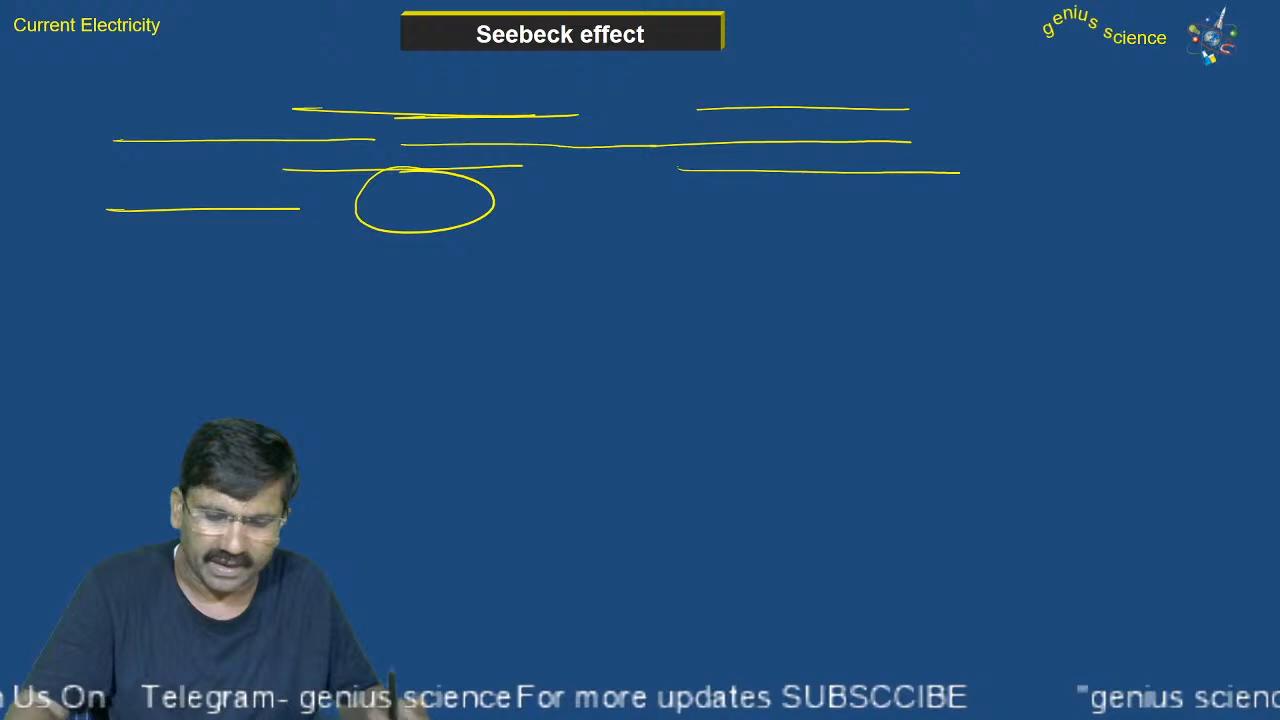 Current Electricity
Seebeck effect
genius science
Us On Telegram- genius science For more updates SUBSCCIBE "genius scienc